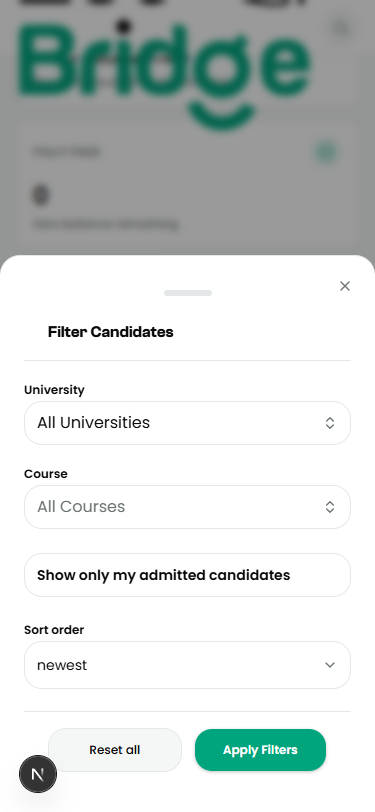 Bridge
0
Filter Candidates
University
All Universities
Course
All Courses
Show only my admitted candidates
Sort order
newest
Reset all
Apply Filters
N